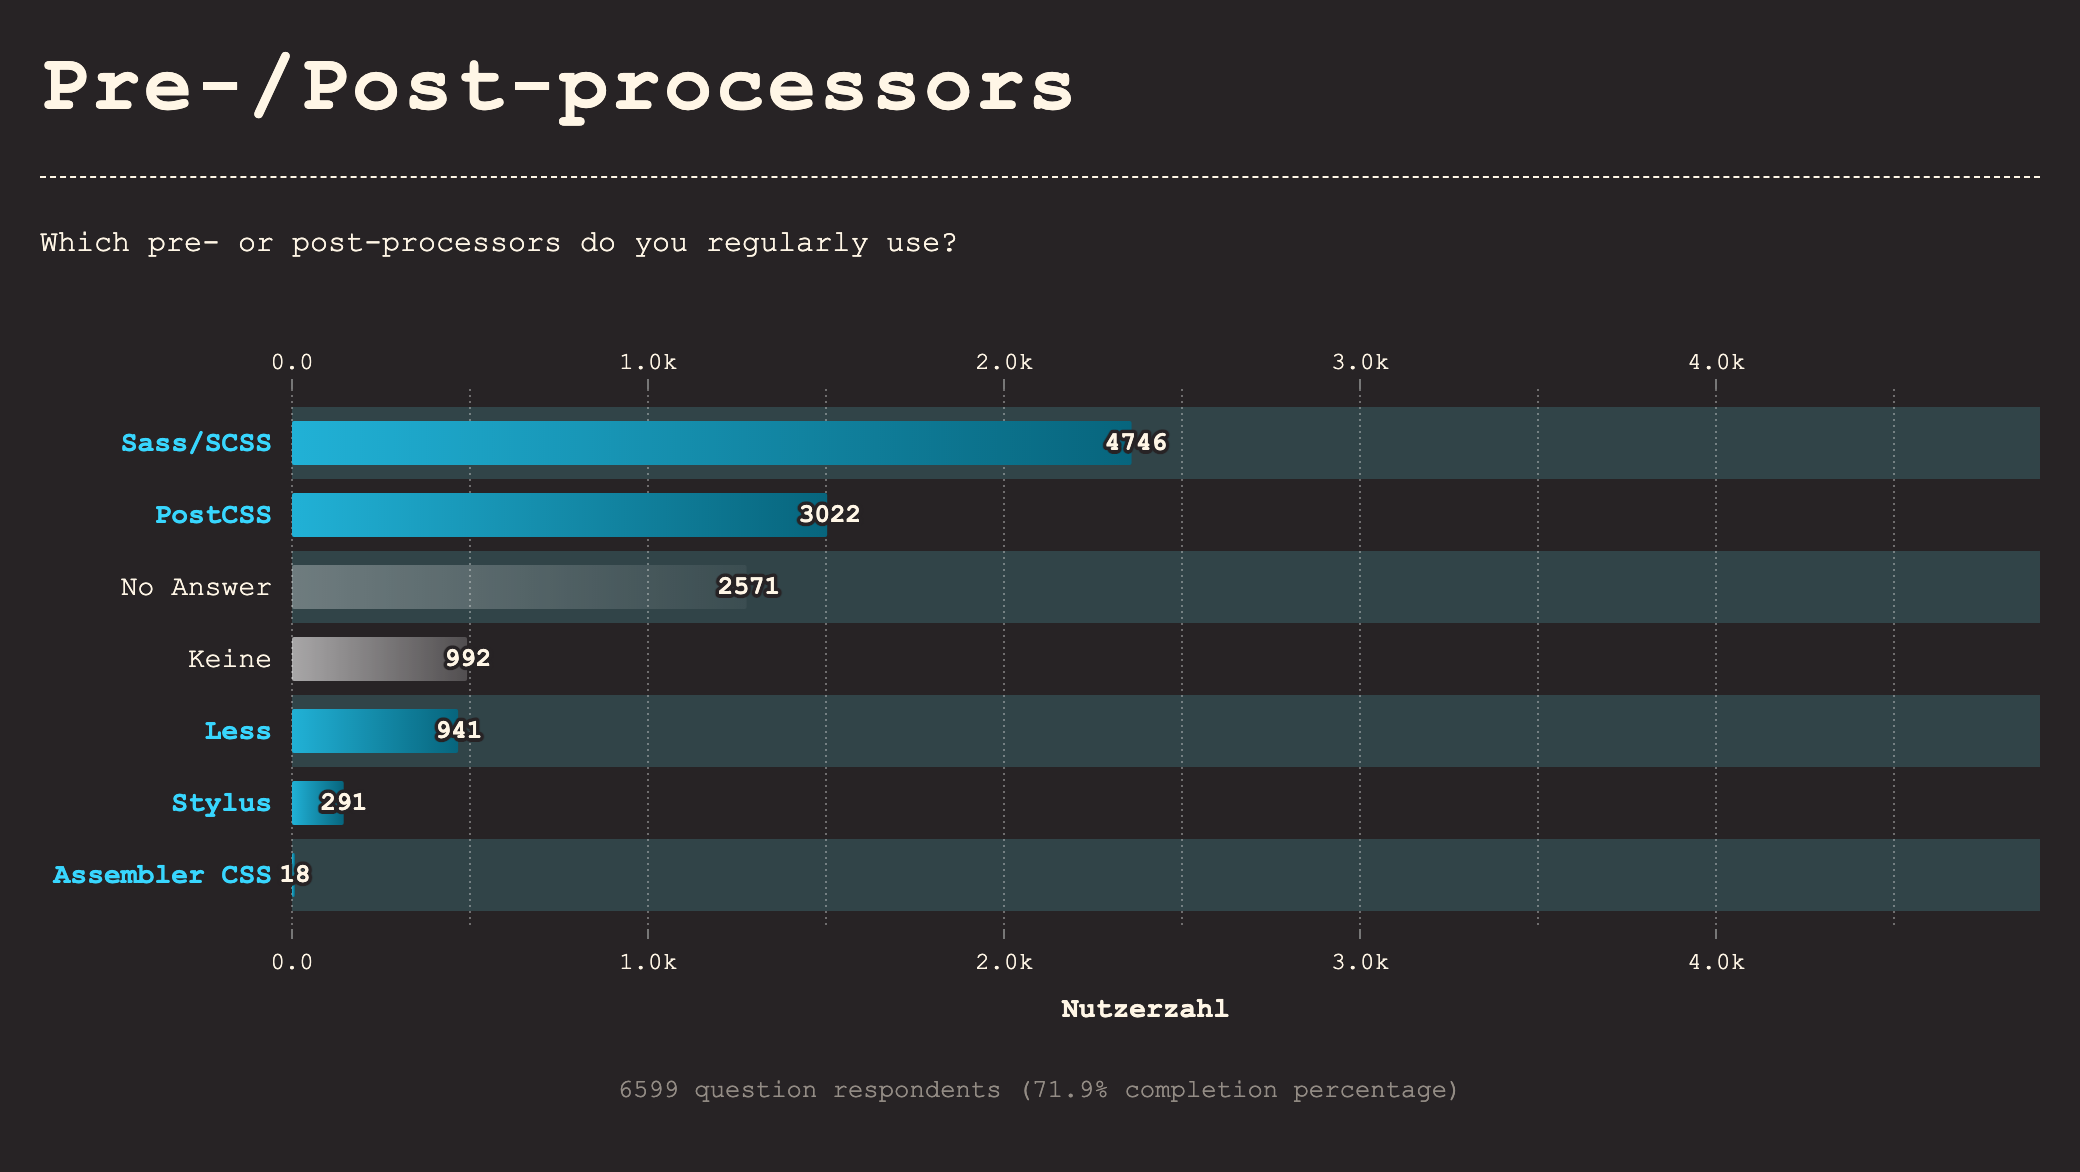 Pre-/Post-processors
Which pre- or post-processors do you regularly use?
0.0 1.0k 2.0k 3.0k 4.0k
Sass/SCSS 4746
PostCSS 3022
No Answer 2571
Keine 992
Less 941
Stylus 291
Assembler CSS 18
0.0 1.0k 2.0k 3.0k 4.0k
Nutzerzahl
6599 question respondents (71.9% completion percentage)